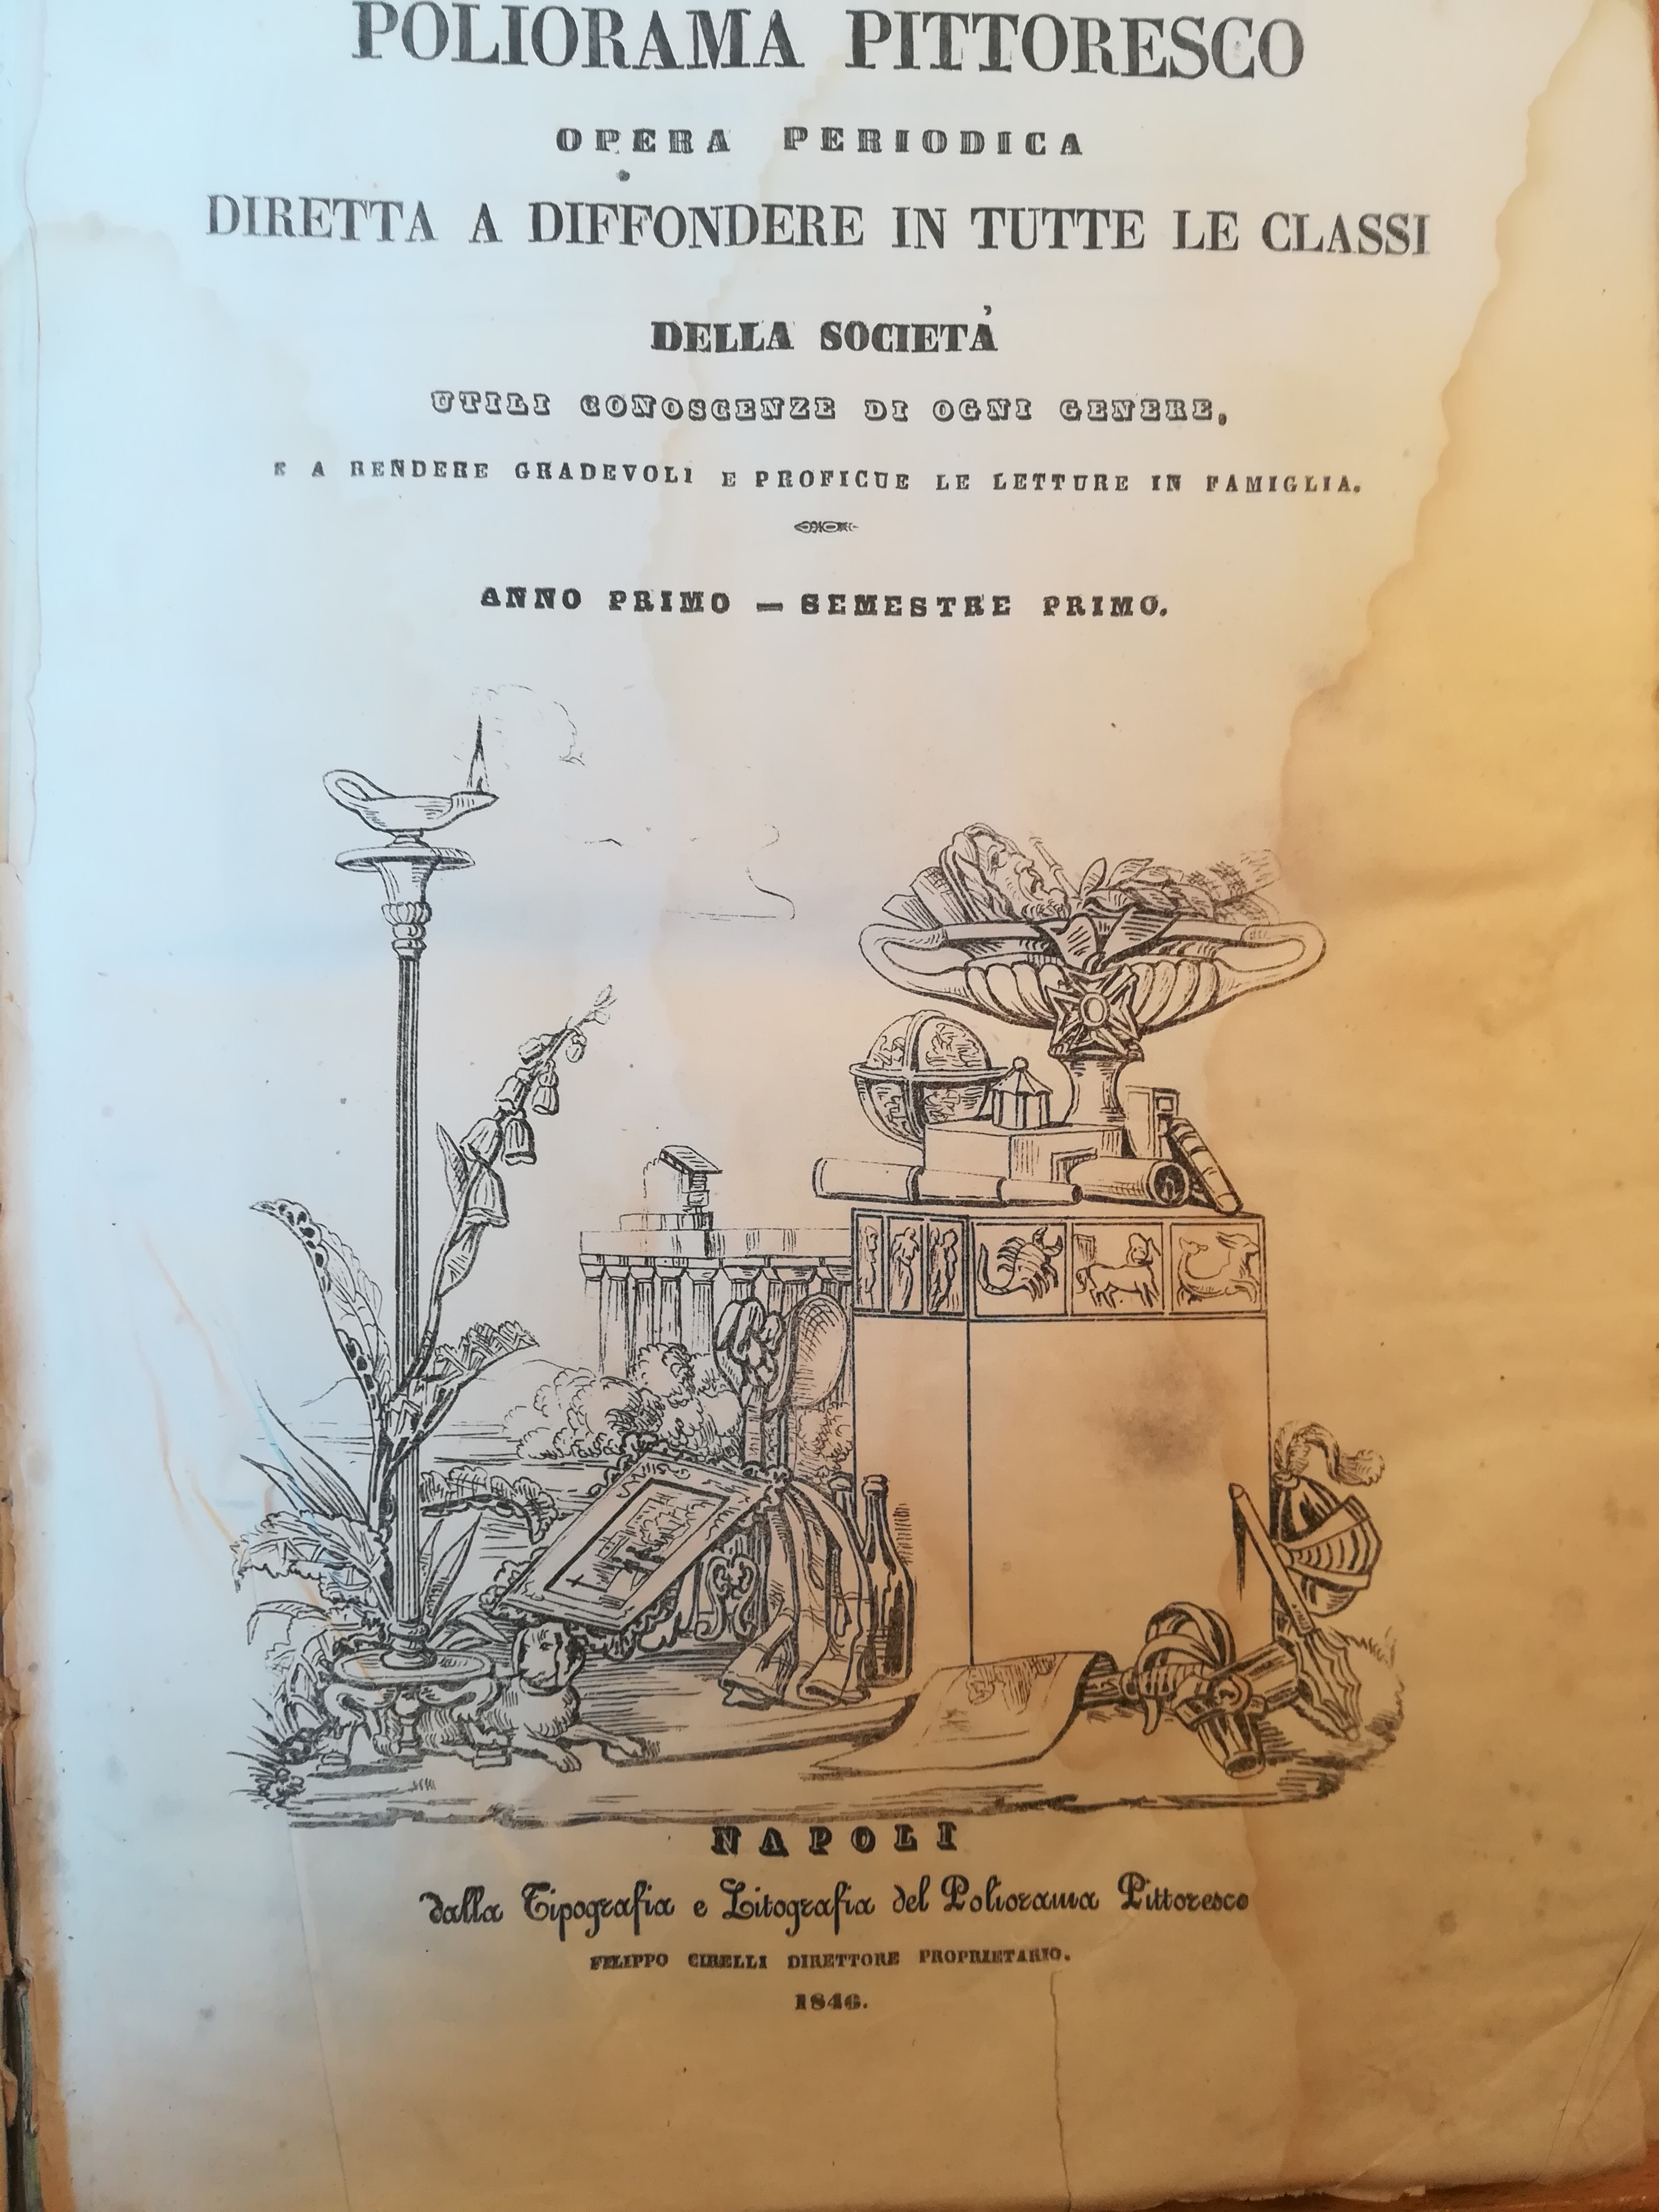 POLIORAMA PITTORESCO
OPERA PERIODICA
DIRETTA A DIFFONDERE IN TUTTE LE CLASSI
DELLA SOCIETÀ
UTILI CONOSCENZE DI OGNI GENERE,
E A RENDERE GRADEVOLI E PROFICUE LE LETTURE IN FAMIGLIA.
ANNO PRIMO — SEMESTRE PRIMO.
NAPOLI
dalla Tipografia e Litografia del Poliorama Pittoresco
FILIPPO CIRELLI DIRETTORE PROPRIETARIO.
1846.